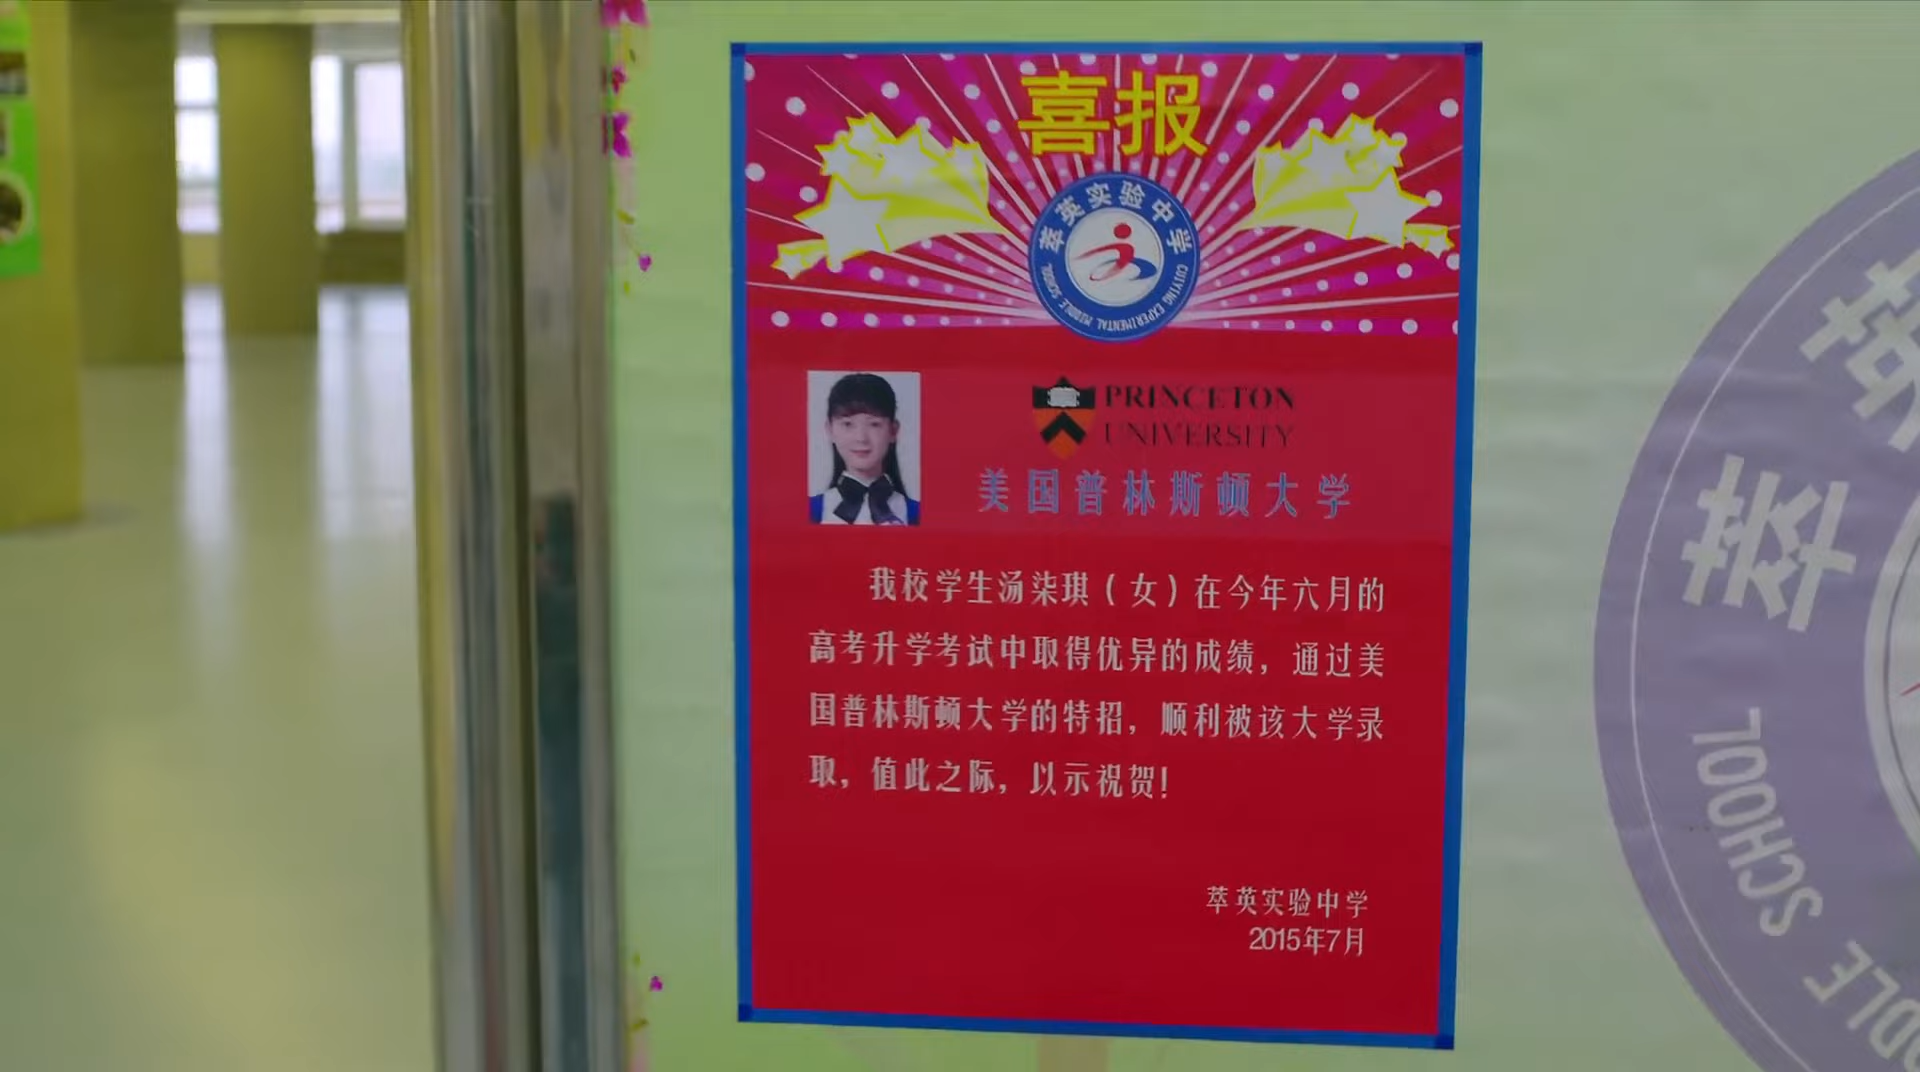 喜报
萃英实验中学
CUIYING EXPERIMENTAL MIDDLE SCHOOL
PRINCETON
UNIVERSITY
美国普林斯顿大学
我校学生汤柒琪（女）在今年六月的
高考升学考试中取得优异的成绩，通过美
国普林斯顿大学的特招，顺利被该大学录
取，值此之际，以示祝贺！
萃英实验中学
2015年7月
萃英
DDLE SCHOOL